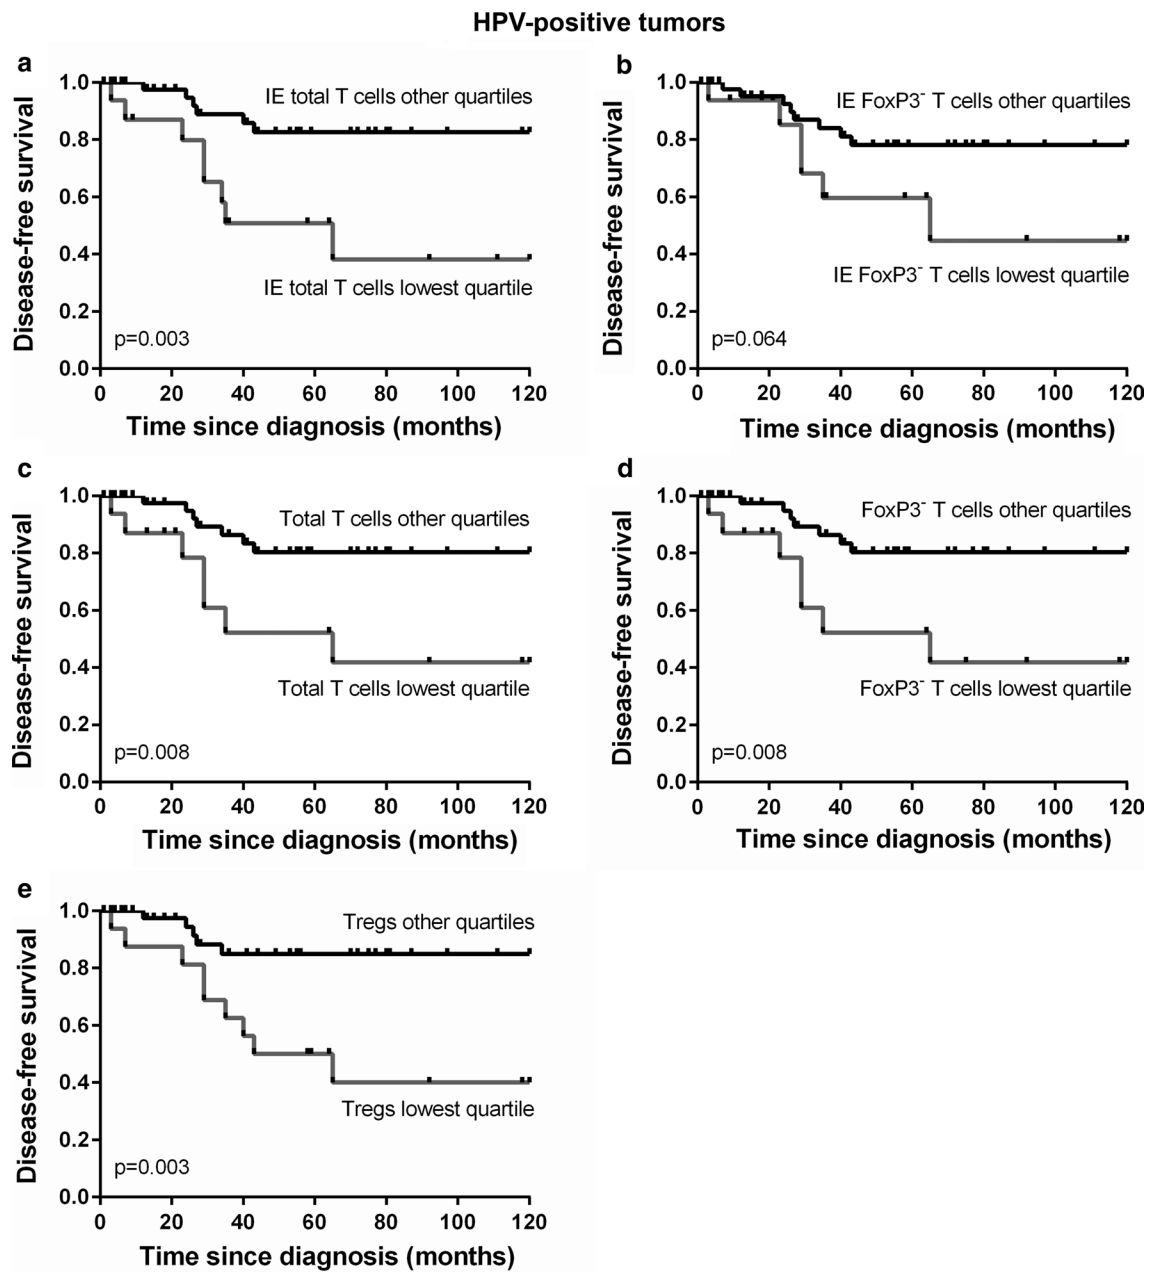 HPV-positive tumors
a
1.0
0.8
0.6
0.4
0.2
0.0
Disease-free survival
IE total T cells other quartiles
IE total T cells lowest quartile
p=0.003
0 20 40 60 80 100 120
Time since diagnosis (months)
b
1.0
0.8
0.6
0.4
0.2
0.0
Disease-free survival
IE FoxP3⁻ T cells other quartiles
IE FoxP3⁻ T cells lowest quartile
p=0.064
0 20 40 60 80 100 120
Time since diagnosis (months)
c
1.0
0.8
0.6
0.4
0.2
0.0
Disease-free survival
Total T cells other quartiles
Total T cells lowest quartile
p=0.008
0 20 40 60 80 100 120
Time since diagnosis (months)
d
1.0
0.8
0.6
0.4
0.2
0.0
Disease-free survival
FoxP3⁻ T cells other quartiles
FoxP3⁻ T cells lowest quartile
p=0.008
0 20 40 60 80 100 120
Time since diagnosis (months)
e
1.0
0.8
0.6
0.4
0.2
0.0
Disease-free survival
Tregs other quartiles
Tregs lowest quartile
p=0.003
0 20 40 60 80 100 120
Time since diagnosis (months)